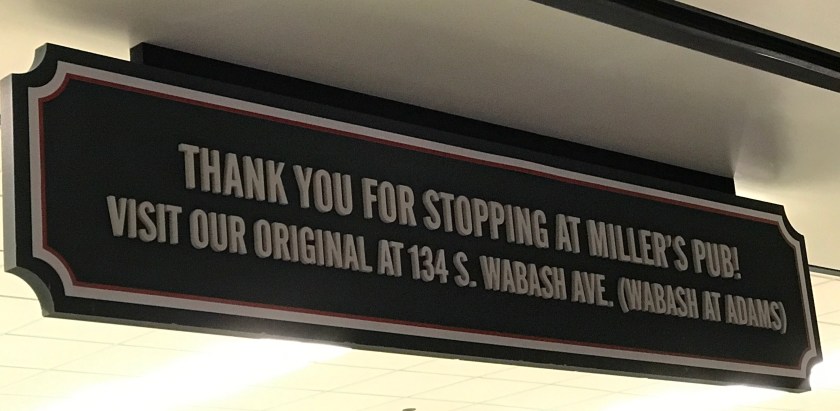 THANK YOU FOR STOPPING AT MILLER'S PUB!
VISIT OUR ORIGINAL AT 134 S. WABASH AVE. (WABASH AT ADAMS)